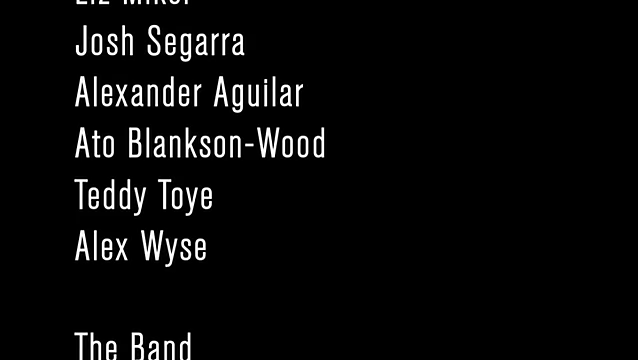 Josh Segarra
Alexander Aguilar
Ato Blankson-Wood
Teddy Toye
Alex Wyse
The Band